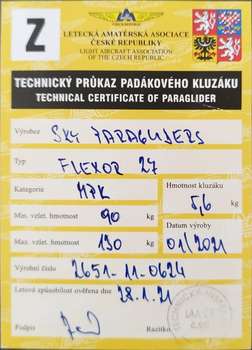 Z
LETECKÁ AMATÉRSKÁ ASOCIACE
ČESKÉ REPUBLIKY
LIGHT AIRCRAFT ASSOCIATION
OF THE CZECH REPUBLIC
TECHNICKÝ PRŮKAZ PADÁKOVÉHO KLUZÁKU
TECHNICAL CERTIFICATE OF PARAGLIDER
Výrobce SKY PARAGLIDERS
Typ FLEXOR 27
Kategorie MPK Hmotnost kluzáku
Min. vzlet. hmotnost 90 kg 5,6 kg
Datum výroby
Max. vzlet. hmotnost 130 kg 01/2021
Výrobní číslo 2651-11-0624
Letová způsobilost ověřena dne 28.1.21
Podpis Razítko